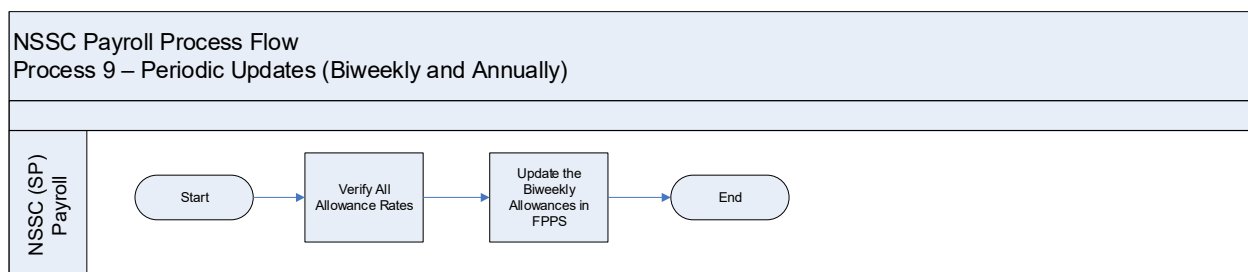 NSSC Payroll Process Flow
Process 9 – Periodic Updates (Biweekly and Annually)
NSSC (SP)
Payroll
Start
Verify All
Allowance Rates
Update the
Biweekly
Allowances in
FPPS
End